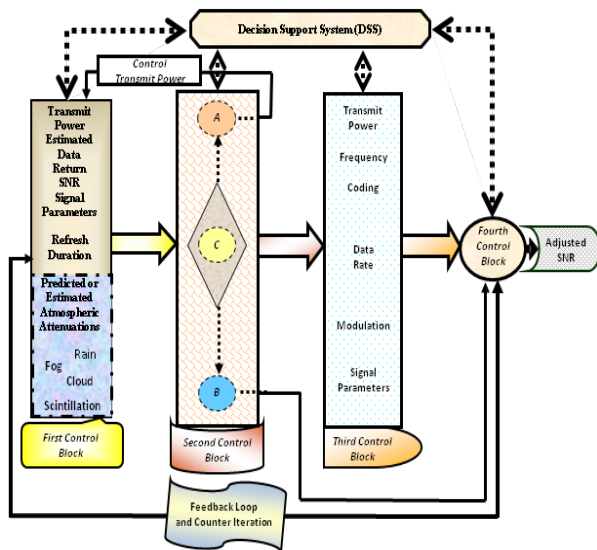 Decision Support System (DSS)
Control
Transmit Power
Transmit
Power
Estimated
Data
Return
SNR
Signal
Parameters
Refresh
Duration
Predicted or
Estimated
Atmospheric
Attenuations
Rain
Fog
Cloud
Scintillation
First Control
Block
A
C
B
Second Control
Block
Transmit
Power
Frequency
Coding
Data
Rate
Modulation
Signal
Parameters
Third Control
Block
Fourth
Control
Block
Adjusted
SNR
Feedback Loop
and Counter Iteration